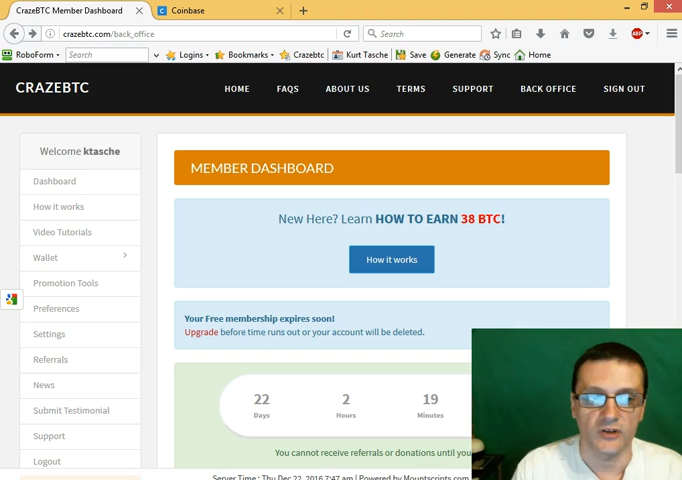 CrazeBTC Member Dashboard
Coinbase
crazebtc.com/back_office
Search
RoboForm
Search
Logins
Bookmarks
Crazebtc
Kurt Tasche
Save
Generate
Sync
Home
ABP
CRAZEBTC
HOME
FAQS
ABOUT US
TERMS
SUPPORT
BACK OFFICE
SIGN OUT
Welcome ktasche
Dashboard
How it works
Video Tutorials
Wallet
Promotion Tools
Preferences
Settings
Referrals
News
Submit Testimonial
Support
Logout
MEMBER DASHBOARD
New Here? Learn HOW TO EARN 38 BTC!
How it works
Your Free membership expires soon!
Upgrade before time runs out or your account will be deleted.
22
2
19
Days
Hours
Minutes
You cannot receive referrals or donations until you
Server Time : Thu Dec 22, 2016 7:47 am | Powered by Mountscripts.com